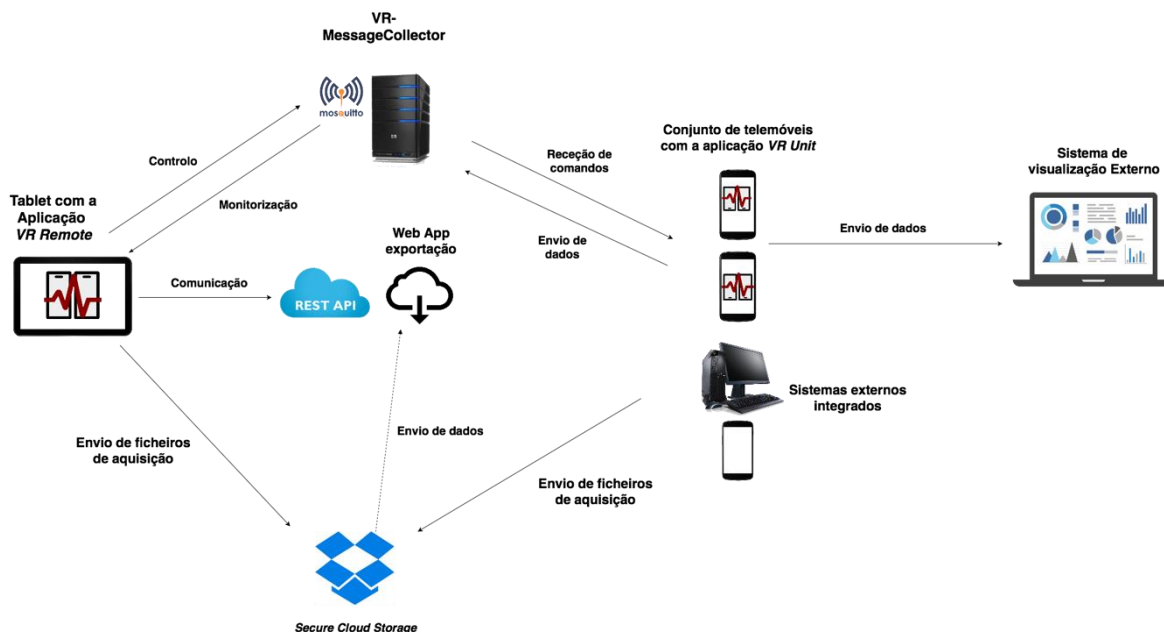 VR-
MessageCollector
mosquitto
Controlo
Monitorização
Receção de
comandos
Envio de
dados
Conjunto de telemóveis
com a aplicação VR Unit
Sistema de
visualização Externo
Envio de dados
Tablet com a
Aplicação
VR Remote
Comunicação
REST API
Web App
exportação
Sistemas externos
integrados
Envio de dados
Envio de ficheiros
de aquisição
Envio de ficheiros
de aquisição
Secure Cloud Storage